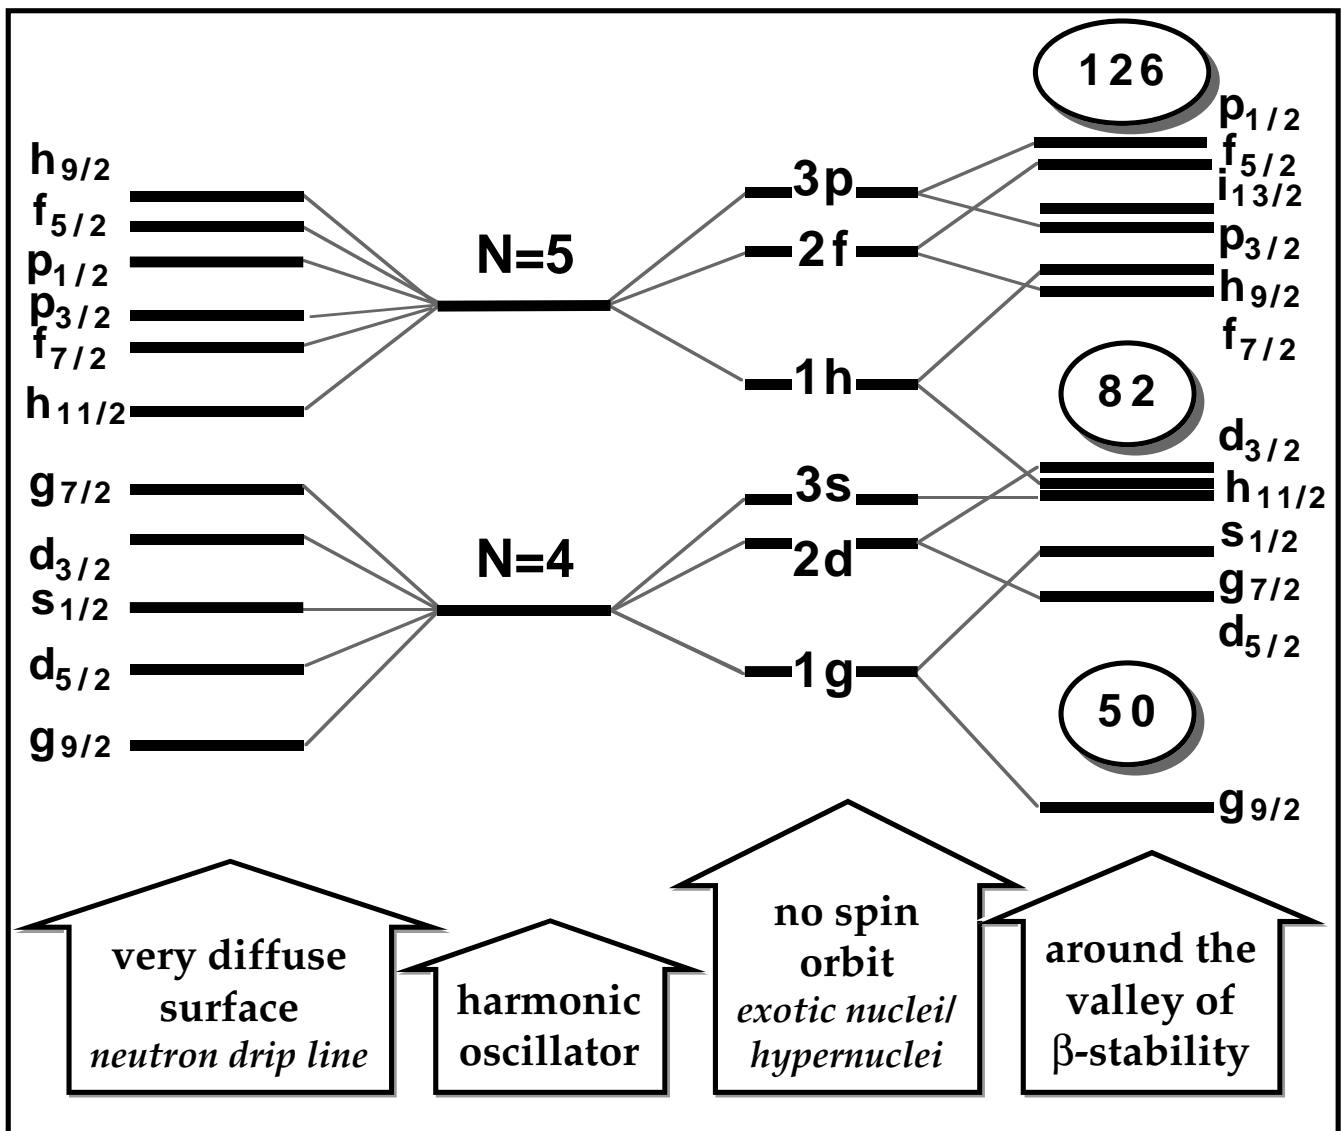 h9/2
f5/2
p1/2
p3/2
f7/2
h11/2
g7/2
d3/2
s1/2
d5/2
g9/2
N=5
N=4
3p
2f
1h
3s
2d
1g
126
p1/2
f5/2
i13/2
p3/2
h9/2
f7/2
82
d3/2
h11/2
s1/2
g7/2
d5/2
50
g9/2
very diffuse
surface
neutron drip line
harmonic
oscillator
no spin
orbit
exotic nuclei/
hypernuclei
around the
valley of
β-stability